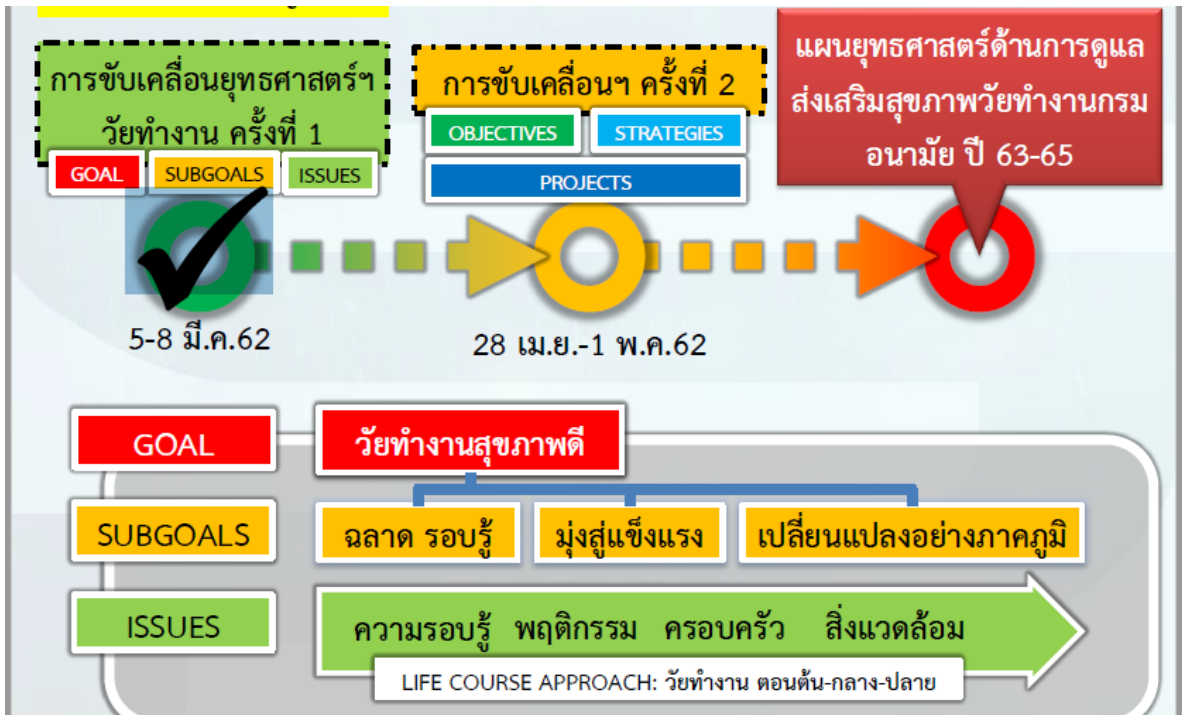 การขับเคลื่อนยุทธศาสตร์ฯ
วัยทำงาน ครั้งที่ 1
GOAL
SUBGOALS
ISSUES
การขับเคลื่อนฯ ครั้งที่ 2
OBJECTIVES
STRATEGIES
PROJECTS
แผนยุทธศาสตร์ด้านการดูแล
ส่งเสริมสุขภาพวัยทำงานกรม
อนามัย ปี 63-65
5-8 มี.ค.62
28 เม.ย.-1 พ.ค.62
GOAL
วัยทำงานสุขภาพดี
SUBGOALS
ฉลาด รอบรู้
มุ่งสู่แข็งแรง
เปลี่ยนแปลงอย่างภาคภูมิ
ISSUES
ความรอบรู้ พฤติกรรม ครอบครัว สิ่งแวดล้อม
LIFE COURSE APPROACH: วัยทำงาน ตอนต้น-กลาง-ปลาย